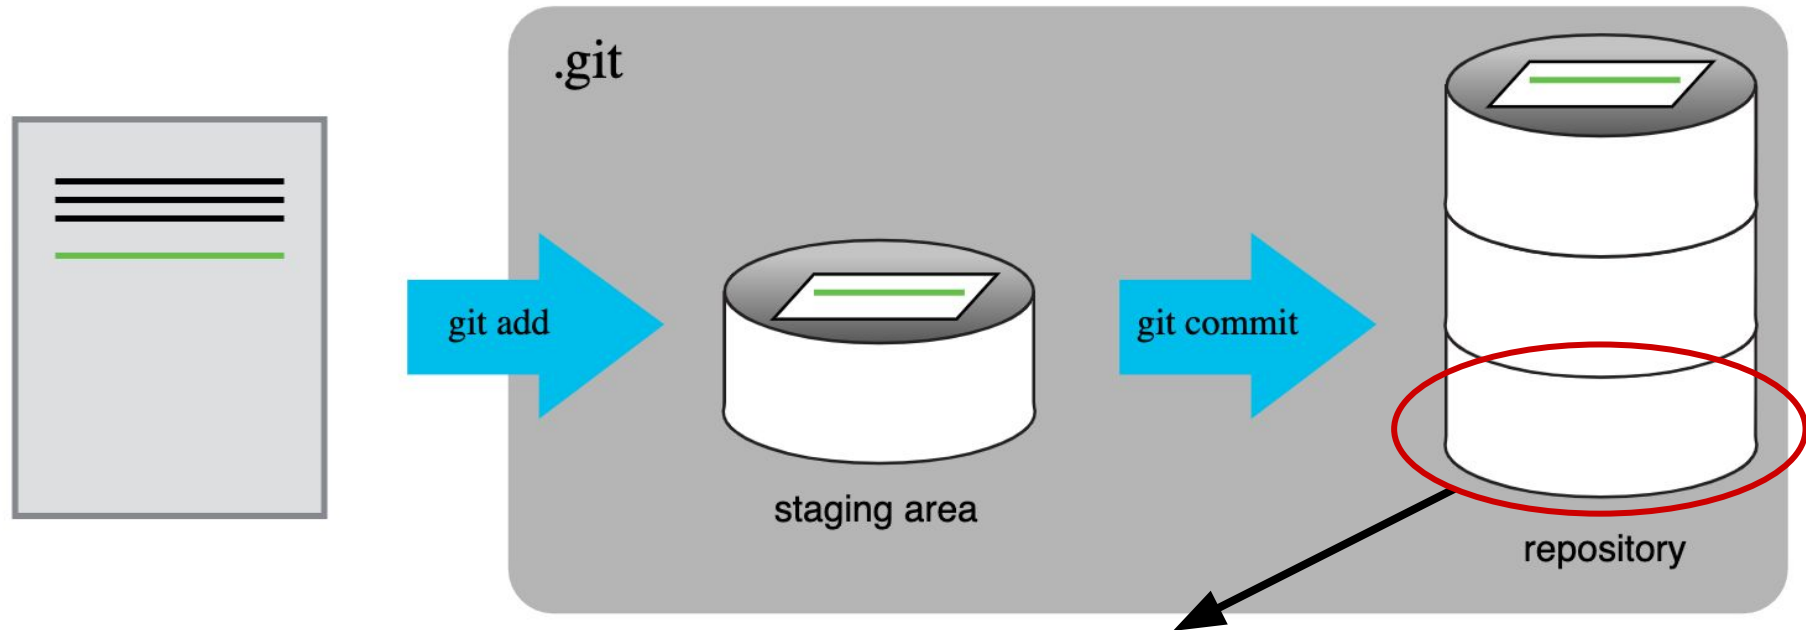 .git
git add
git commit
staging area
repository